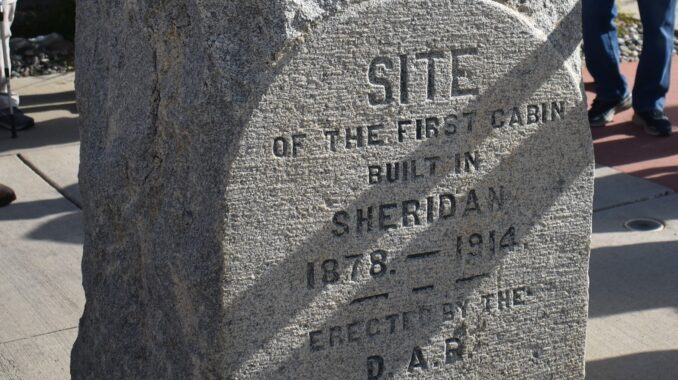 SITE
OF THE FIRST CABIN
BUILT IN
SHERIDAN
1878. — 1914.
— - —
ERECTED BY THE
D. A. R.